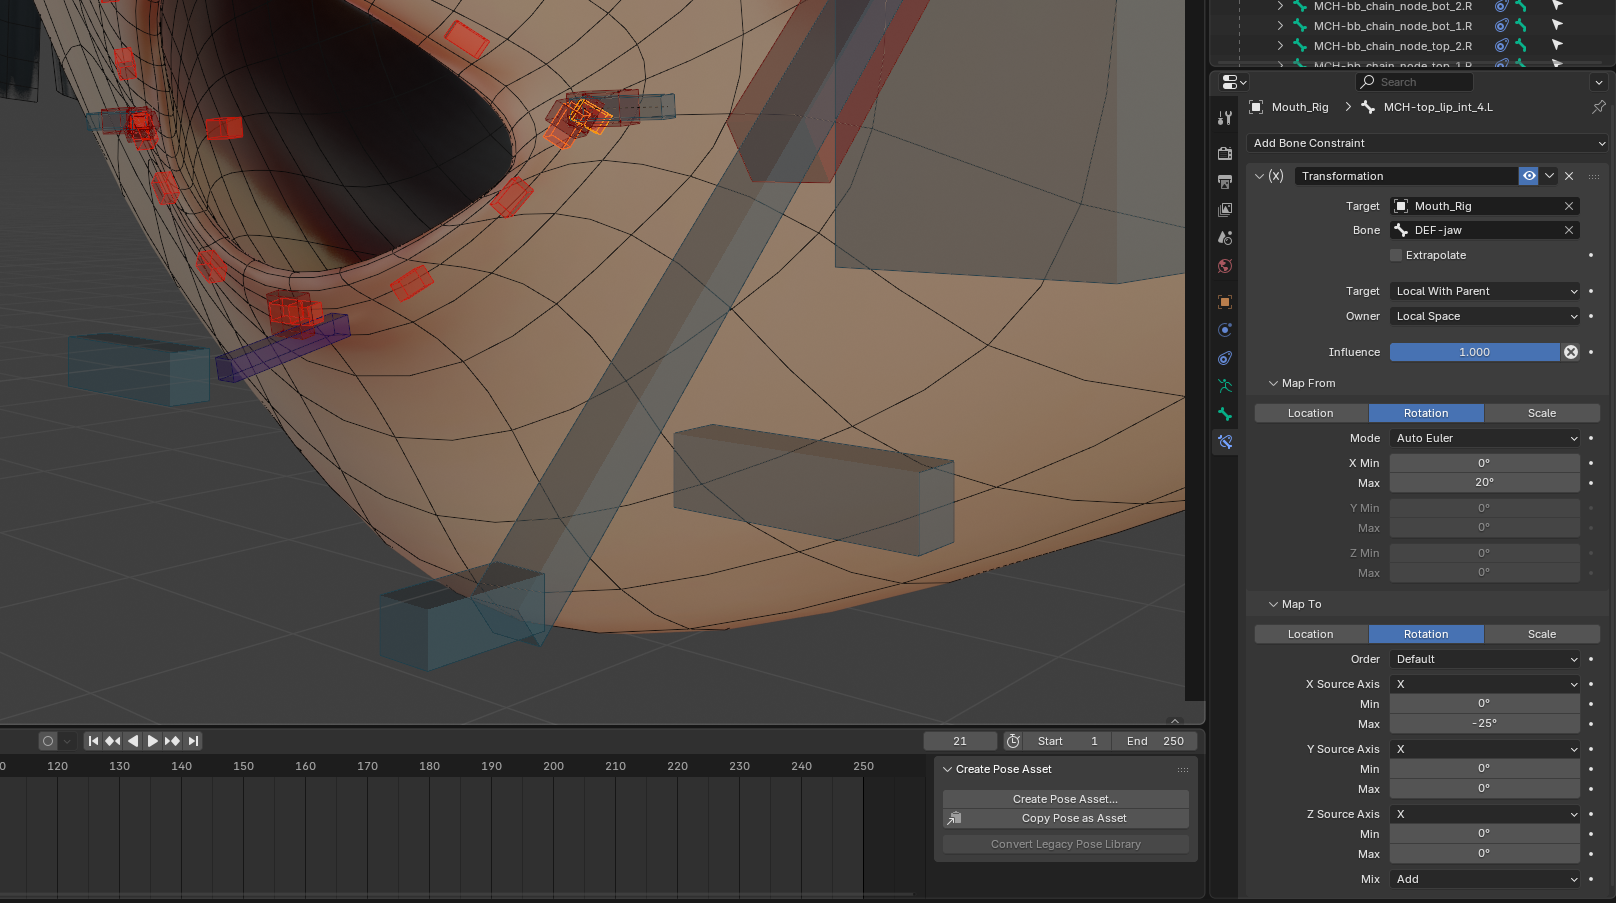 MCH-bb_chain_node_bot_2.R
MCH-bb_chain_node_bot_1.R
MCH-bb_chain_node_top_2.R
MCH-bb_chain_node_top_1.R
Search
Mouth_Rig > MCH-top_lip_int_4.L
Add Bone Constraint
Transformation
Target Mouth_Rig
Bone DEF-jaw
Extrapolate
Target Local With Parent
Owner Local Space
Influence 1.000
Map From
Location Rotation Scale
Mode Auto Euler
X Min 0°
Max 20°
Y Min 0°
Max 0°
Z Min 0°
Max 0°
Map To
Location Rotation Scale
Order Default
X Source Axis X
Min 0°
Max -25°
Y Source Axis X
Min 0°
Max 0°
Z Source Axis X
Min 0°
Max 0°
Mix Add
21 Start 1 End 250
0 120 130 140 150 160 170 180 190 200 210 220 230 240 250
Create Pose Asset
Create Pose Asset...
Copy Pose as Asset
Convert Legacy Pose Library